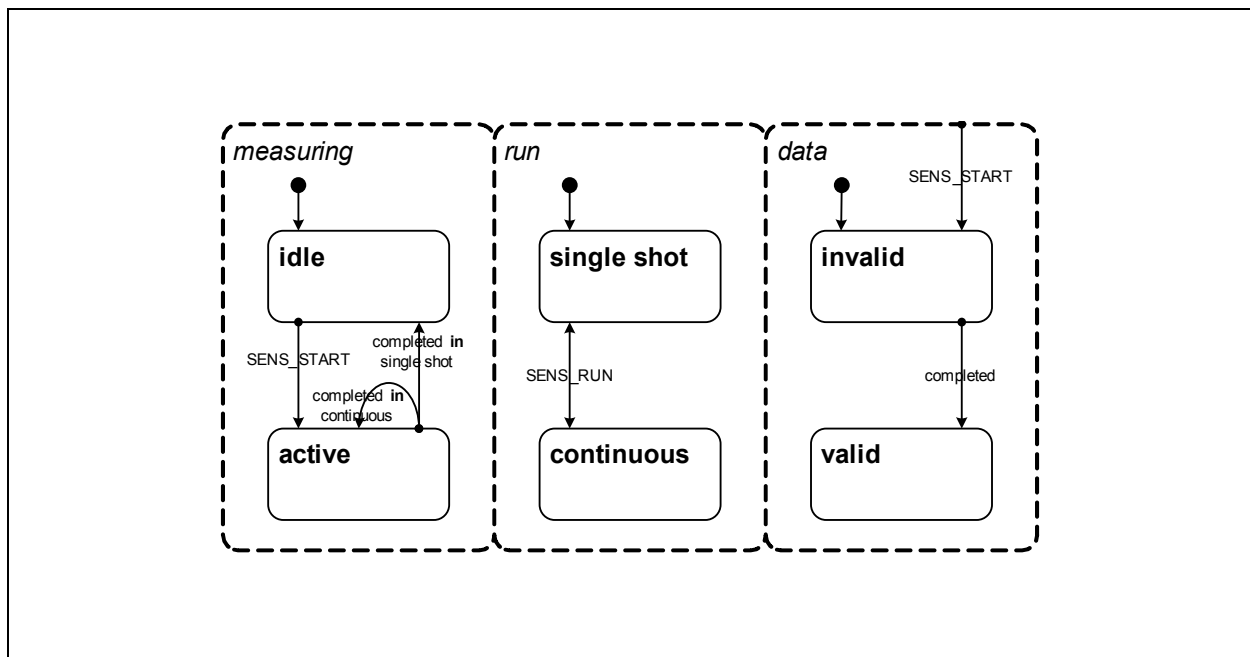 measuring
idle
SENS_START
completed in
single shot
completed in
continuous
active
run
single shot
SENS_RUN
continuous
data
SENS_START
invalid
completed
valid